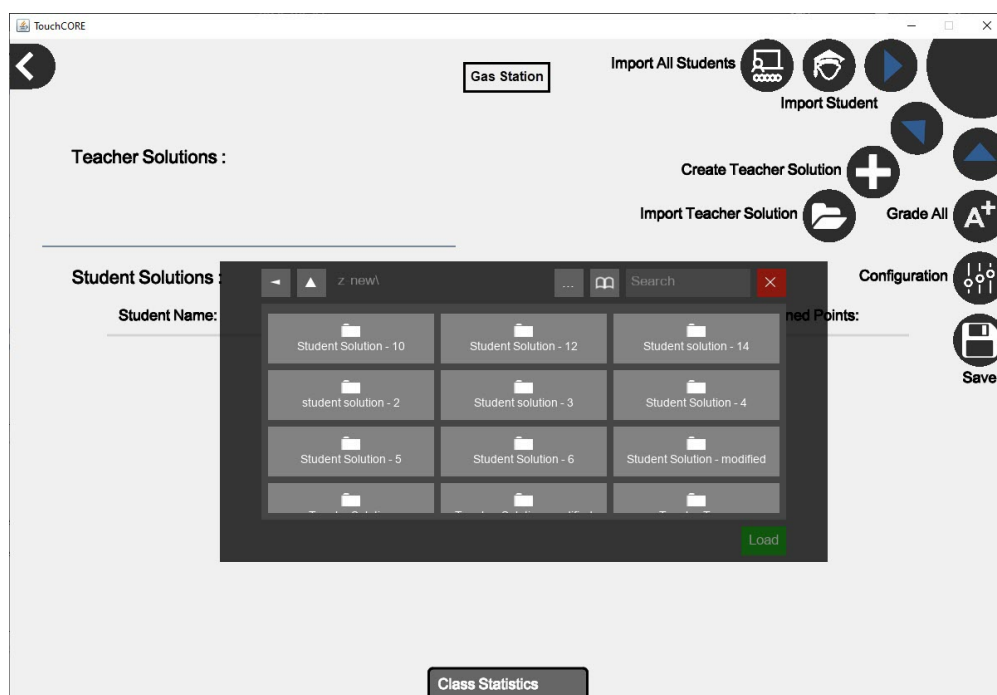 TouchCORE
Gas Station
Import All Students
Import Student
Teacher Solutions :
Create Teacher Solution
Import Teacher Solution
Grade All
A+
Student Solutions :
z new\
...
Search
Configuration
Student Name:
Points:
Student Solution - 10
Student Solution - 12
Student solution - 14
Save
student solution - 2
Student solution - 3
Student Solution - 4
Student Solution - 5
Student Solution - 6
Student Solution - modified
Load
Class Statistics